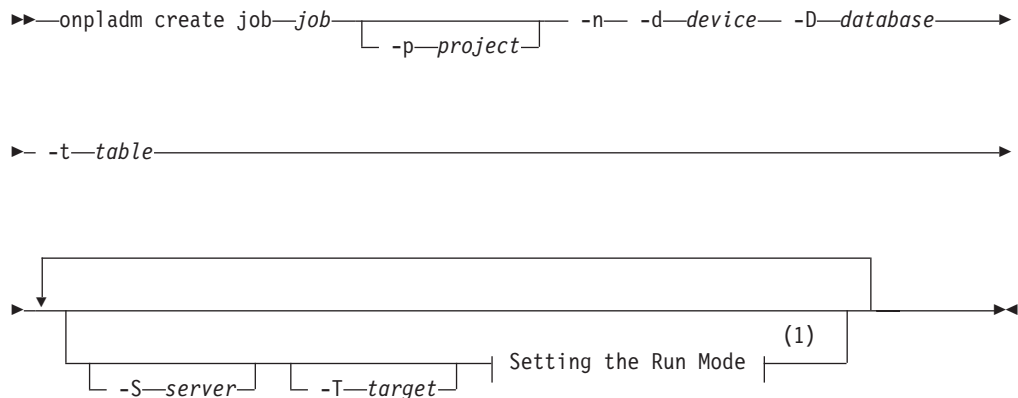 onpladm create job job -n -d device -D database
-p project
-t table
(1)
Setting the Run Mode
-S server -T target